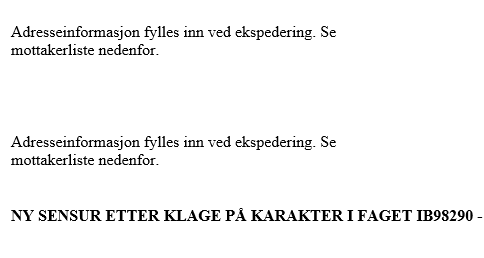 Adresseinformasjon fylles inn ved ekspedering. Se
mottakerliste nedenfor.
Adresseinformasjon fylles inn ved ekspedering. Se
mottakerliste nedenfor.
NY SENSUR ETTER KLAGE PÅ KARAKTER I FAGET IB98290 -